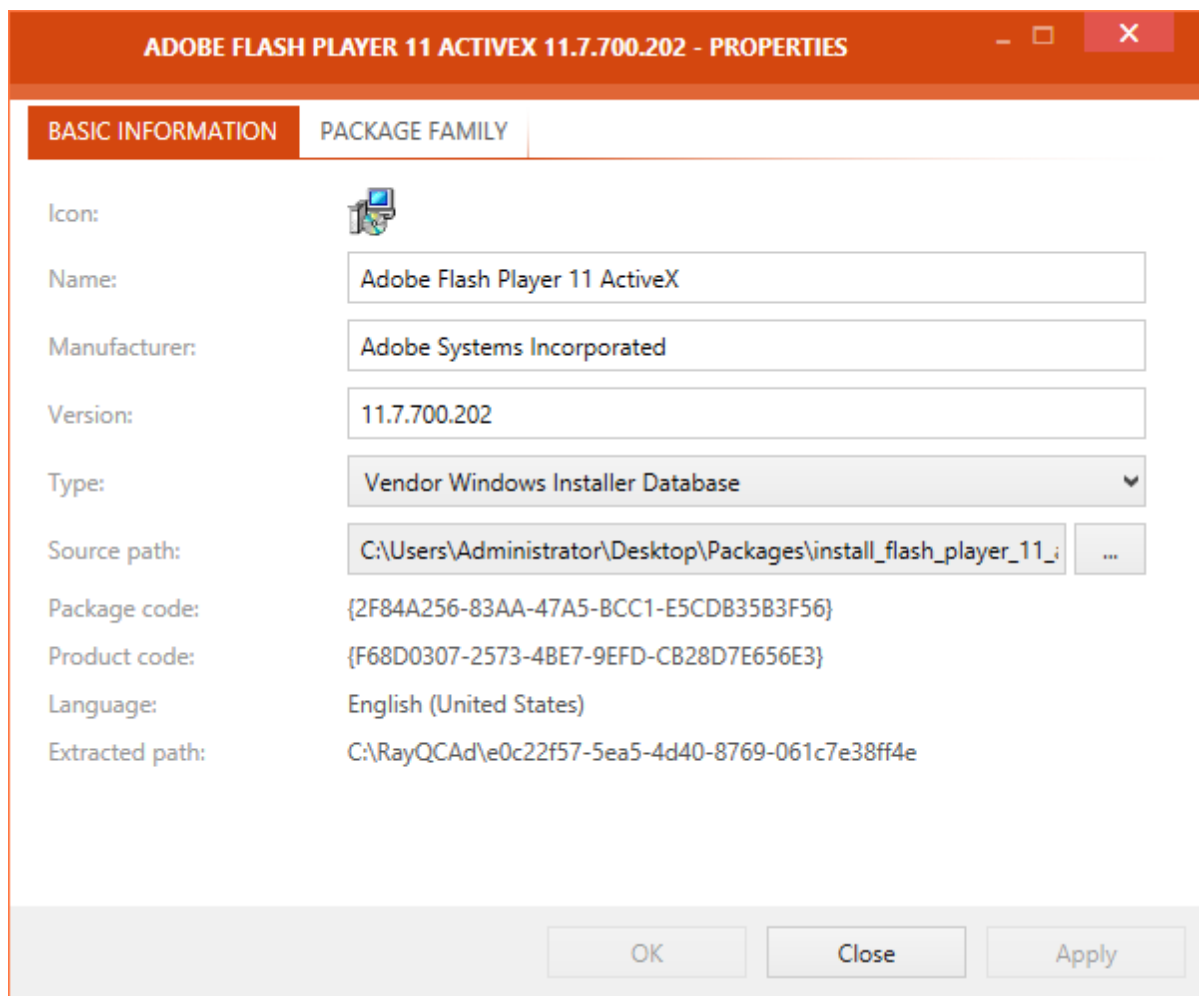 ADOBE FLASH PLAYER 11 ACTIVEX 11.7.700.202 - PROPERTIES
BASIC INFORMATION PACKAGE FAMILY
Icon:
Name: Adobe Flash Player 11 ActiveX
Manufacturer: Adobe Systems Incorporated
Version: 11.7.700.202
Type: Vendor Windows Installer Database
Source path: C:\Users\Administrator\Desktop\Packages\install_flash_player_11_ ...
Package code: {2F84A256-83AA-47A5-BCC1-E5CDB35B3F56}
Product code: {F68D0307-2573-4BE7-9EFD-CB28D7E656E3}
Language: English (United States)
Extracted path: C:\RayQCAd\e0c22f57-5ea5-4d40-8769-061c7e38ff4e
OK Close Apply